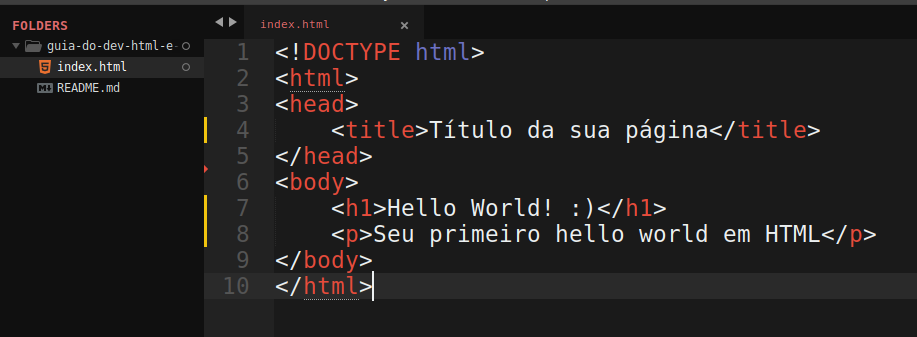 FOLDERS
guia-do-dev-html-e-
index.html
README.md
index.html
1 <!DOCTYPE html>
2 <html>
3 <head>
4     <title>Título da sua página</title>
5 </head>
6 <body>
7     <h1>Hello World! :)</h1>
8     <p>Seu primeiro hello world em HTML</p>
9 </body>
10 </html>